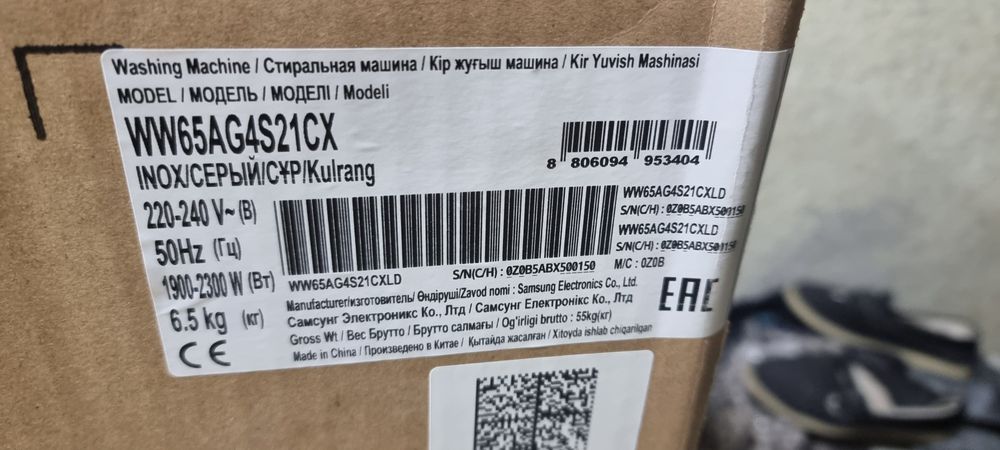 Washing Machine / Стиральная машина / Кір жуғыш машина / Kir Yuvish Mashinasi
MODEL / МОДЕЛЬ / МОДЕЛІ / Modeli
WW65AG4S21CX
INOX/СЕРЫЙ/СҰР/Kulrang
8 806094 953404
220-240 V~ (В)
50Hz (Гц)
1900-2300 W (Вт)
6.5 kg (кг)
CE
WW65AG4S21CXLD
S/N(С/Н) : 0Z0B5ABX500150
WW65AG4S21CXLD
S/N(С/Н) : 0Z0B5ABX500150
WW65AG4S21CXLD
S/N(С/Н) : 0Z0B5ABX500150
M/C : 0Z0B
Manufacturer/изготовитель/ Өндіруші/Zavod nomi : Samsung Electronics Co., Ltd.
Самсунг Электроникс Ко., Лтд / Самсунг Електронікс Ко., Лтд
Gross Wt / Вес Брутто / Брутто салмағы / Og'irligi brutto : 55kg(кг)
Made in China / Произведено в Китае / Қытайда жасалған / Xitoyda ishlab chiqarilgan
EAC